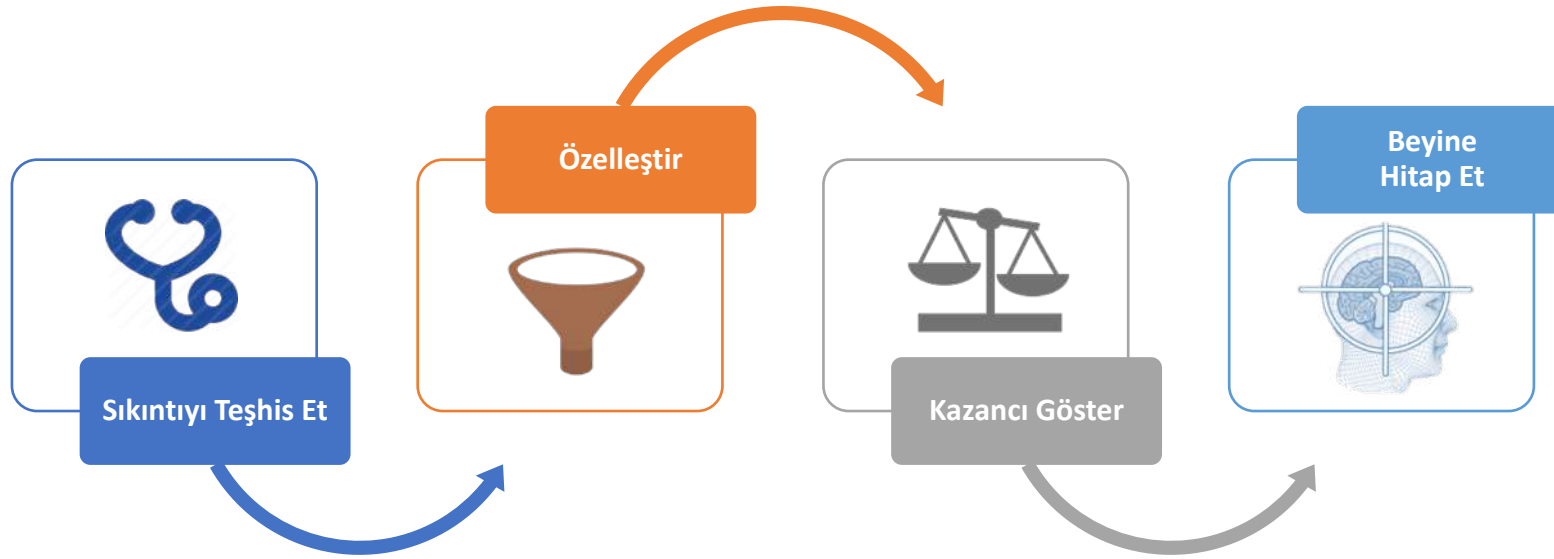 Sıkıntıyı Teşhis Et
Özelleştir
Kazancı Göster
Beyine
Hitap Et